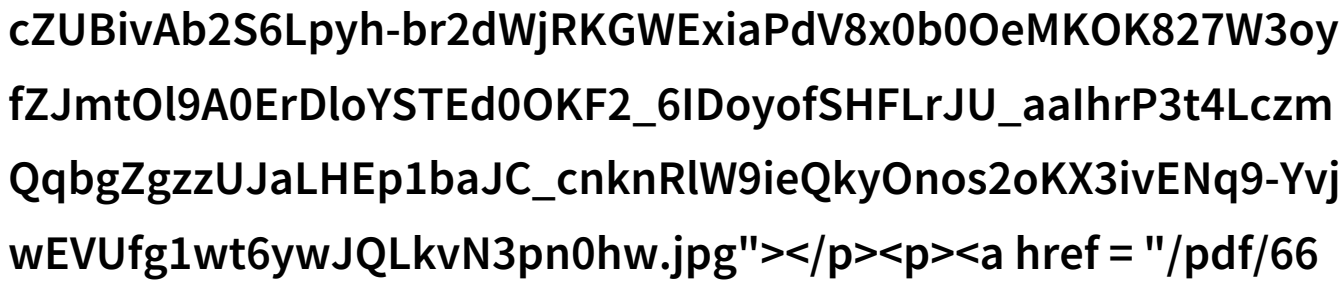 cZUBivAb2S6Lpyh-br2dWjRKGWExiaPdV8x0b0OeMKOK827W3oy
fZJmtOl9A0ErDloYSTEd0OKF2_6IDoyofSHFLrJU_aaIhrP3t4Lczm
QqbgZgzzUJaLHEp1baJC_cnknRlW9ieQkyOnos2oKX3ivENq9-Yvj
wEVUfg1wt6ywJQLkvN3pn0hw.jpg"></p><p><a href = "/pdf/66